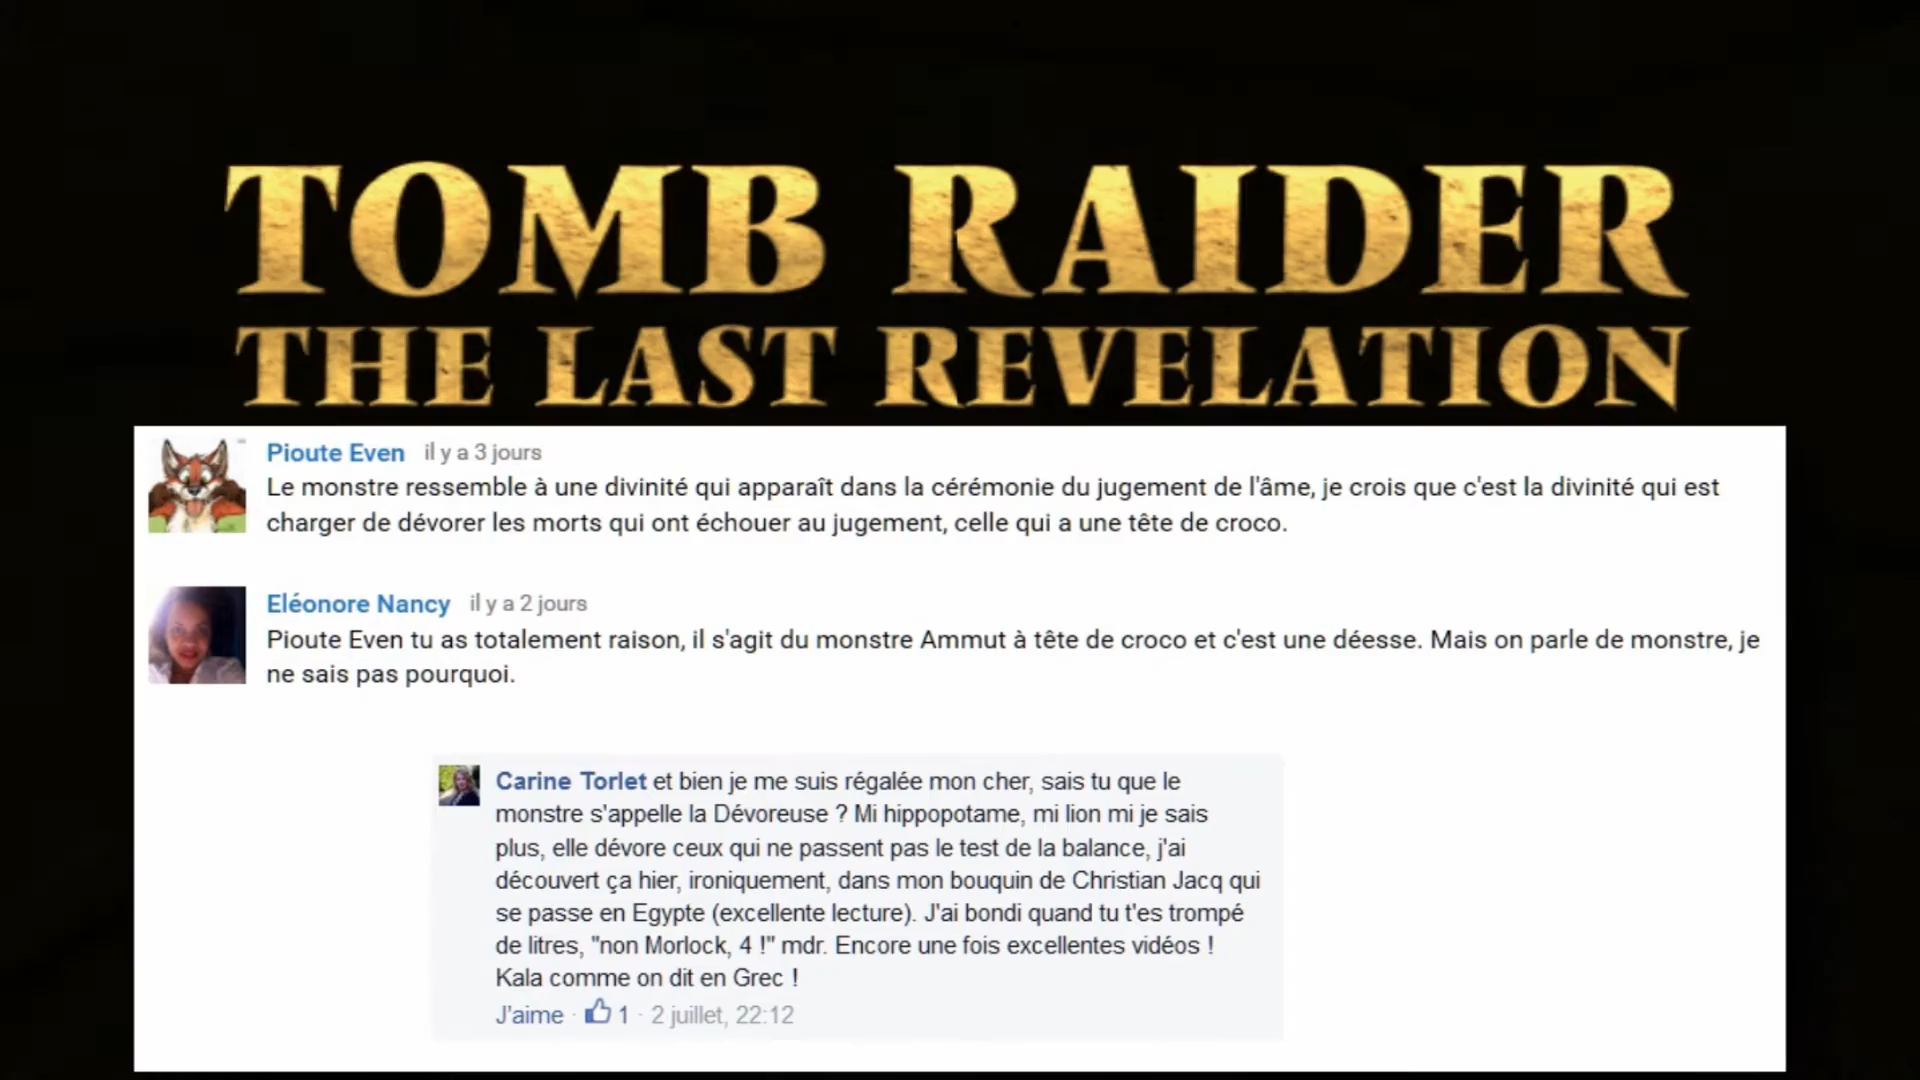 TOMB RAIDER
THE LAST REVELATION
Pioute Even il y a 3 jours
Le monstre ressemble à une divinité qui apparaît dans la cérémonie du jugement de l'âme, je crois que c'est la divinité qui est
charger de dévorer les morts qui ont échouer au jugement, celle qui a une tête de croco.
Eléonore Nancy il y a 2 jours
Pioute Even tu as totalement raison, il s'agit du monstre Ammut à tête de croco et c'est une déesse. Mais on parle de monstre, je
ne sais pas pourquoi.
Carine Torlet et bien je me suis régalée mon cher, sais tu que le
monstre s'appelle la Dévoreuse ? Mi hippopotame, mi lion mi je sais
plus, elle dévore ceux qui ne passent pas le test de la balance, j'ai
découvert ça hier, ironiquement, dans mon bouquin de Christian Jacq qui
se passe en Egypte (excellente lecture). J'ai bondi quand tu t'es trompé
de litres, "non Morlock, 4 !" mdr. Encore une fois excellentes vidéos !
Kala comme on dit en Grec !
J'aime · 1 · 2 juillet, 22:12